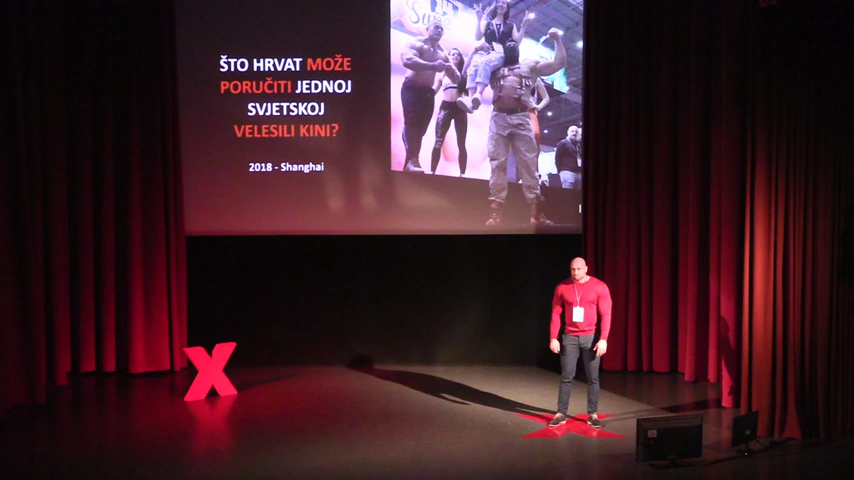 ŠTO HRVAT MOŽE
PORUČITI JEDNOJ
SVJETSKOJ
VELESILI KINI?
2018 - Shanghai
X